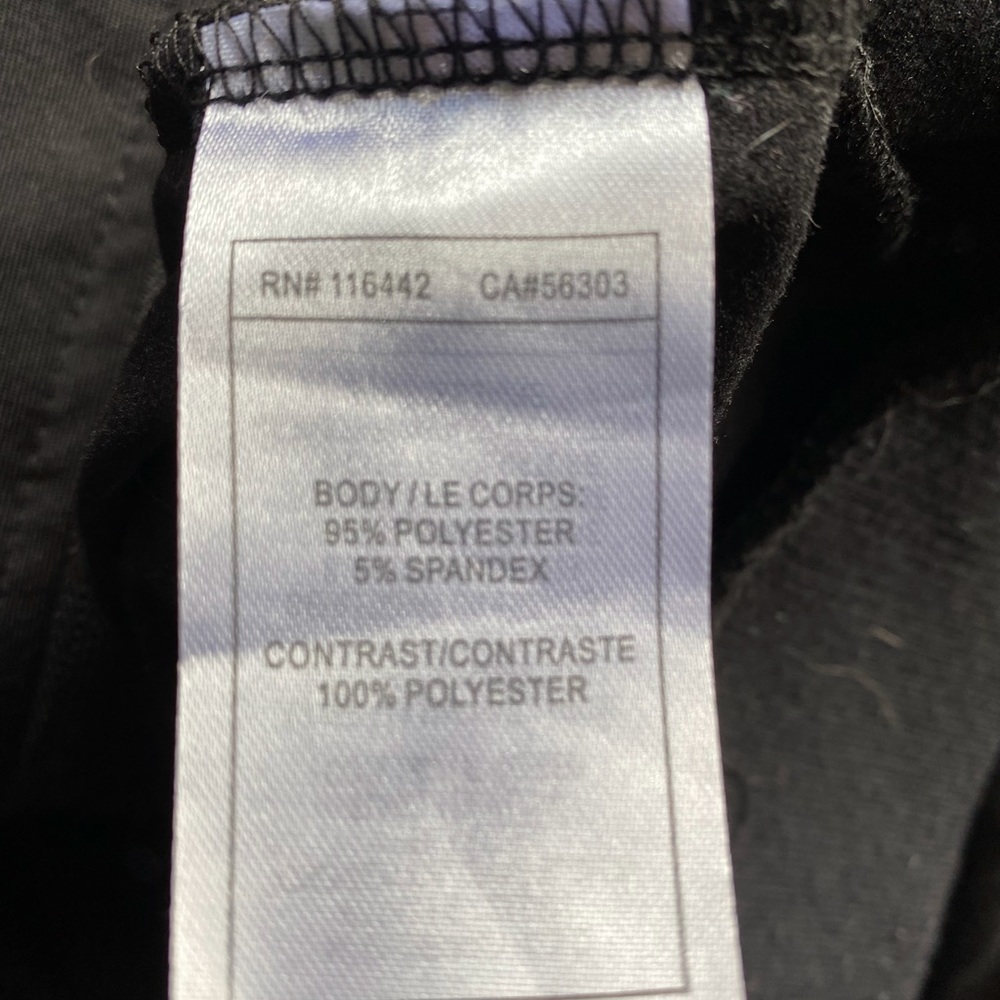 RN# 116442 CA#56303
BODY / LE CORPS:
95% POLYESTER
5% SPANDEX
CONTRAST/CONTRASTE
100% POLYESTER